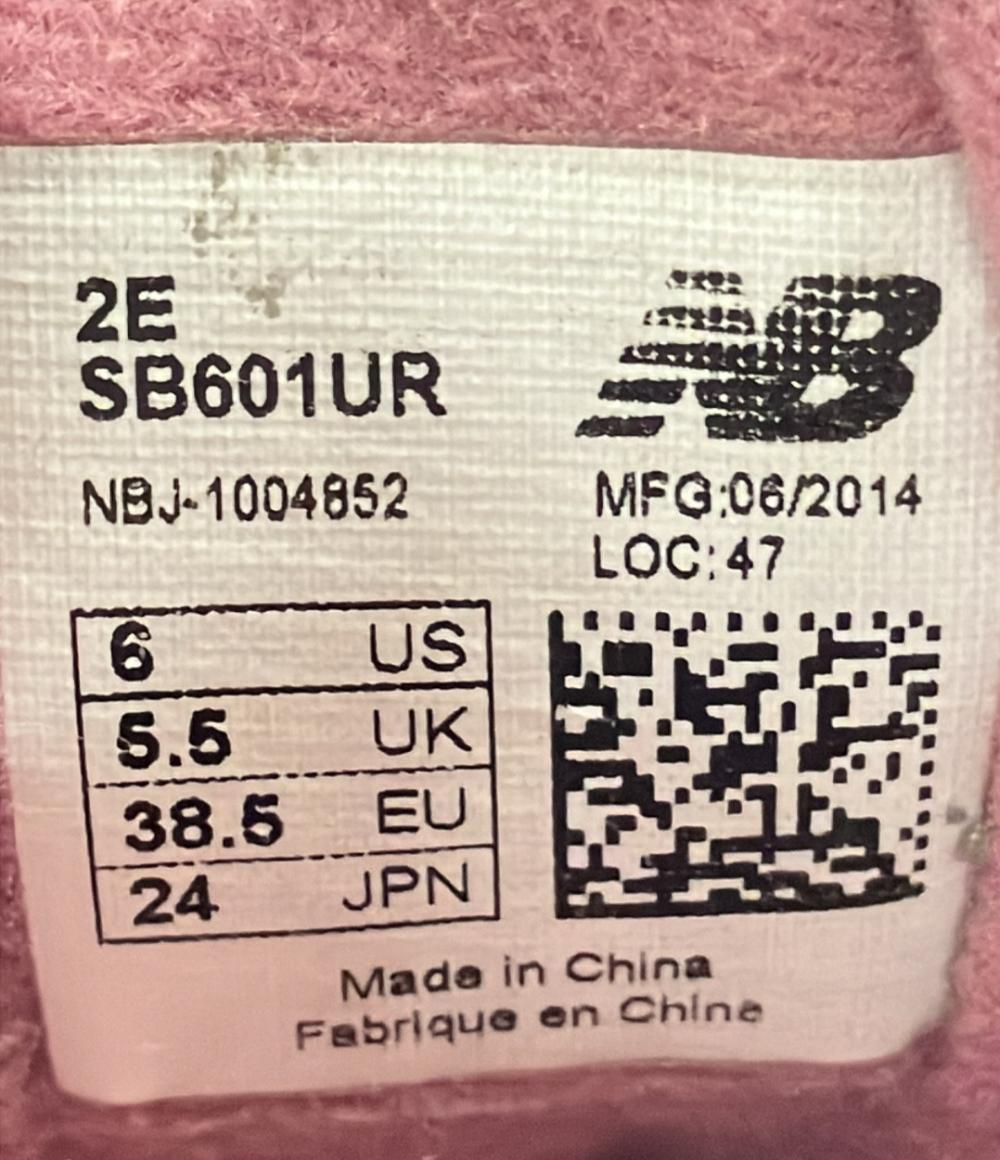 2E
SB601UR
NB
NBJ-1004852
MFG:06/2014
LOC:47
6 US
5.5 UK
38.5 EU
24 JPN
Made in China
Fabrique en Chine